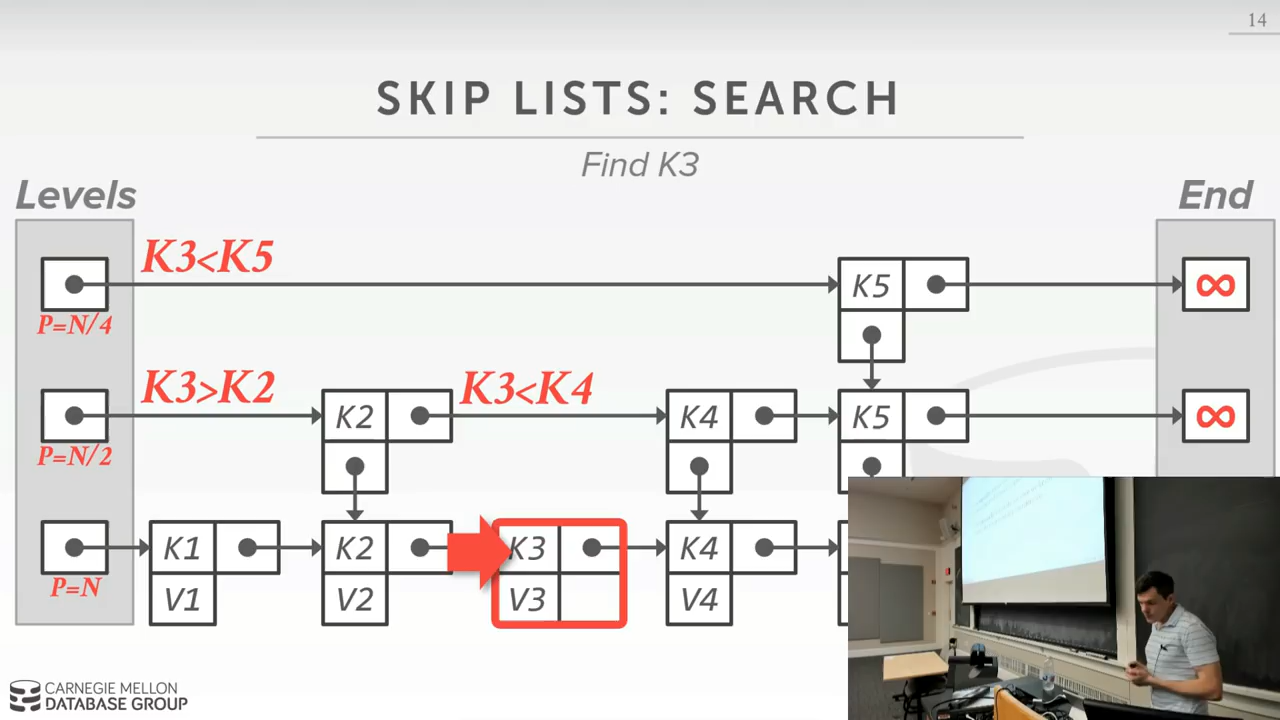 14
SKIP LISTS: SEARCH
Find K3
Levels
End
K3<K5
K5
∞
P=N/4
K3>K2
K3<K4
K2
K4
K5
∞
P=N/2
K1
K2
K3
K4
P=N
V1
V2
V3
V4
CARNEGIE MELLON
DATABASE GROUP